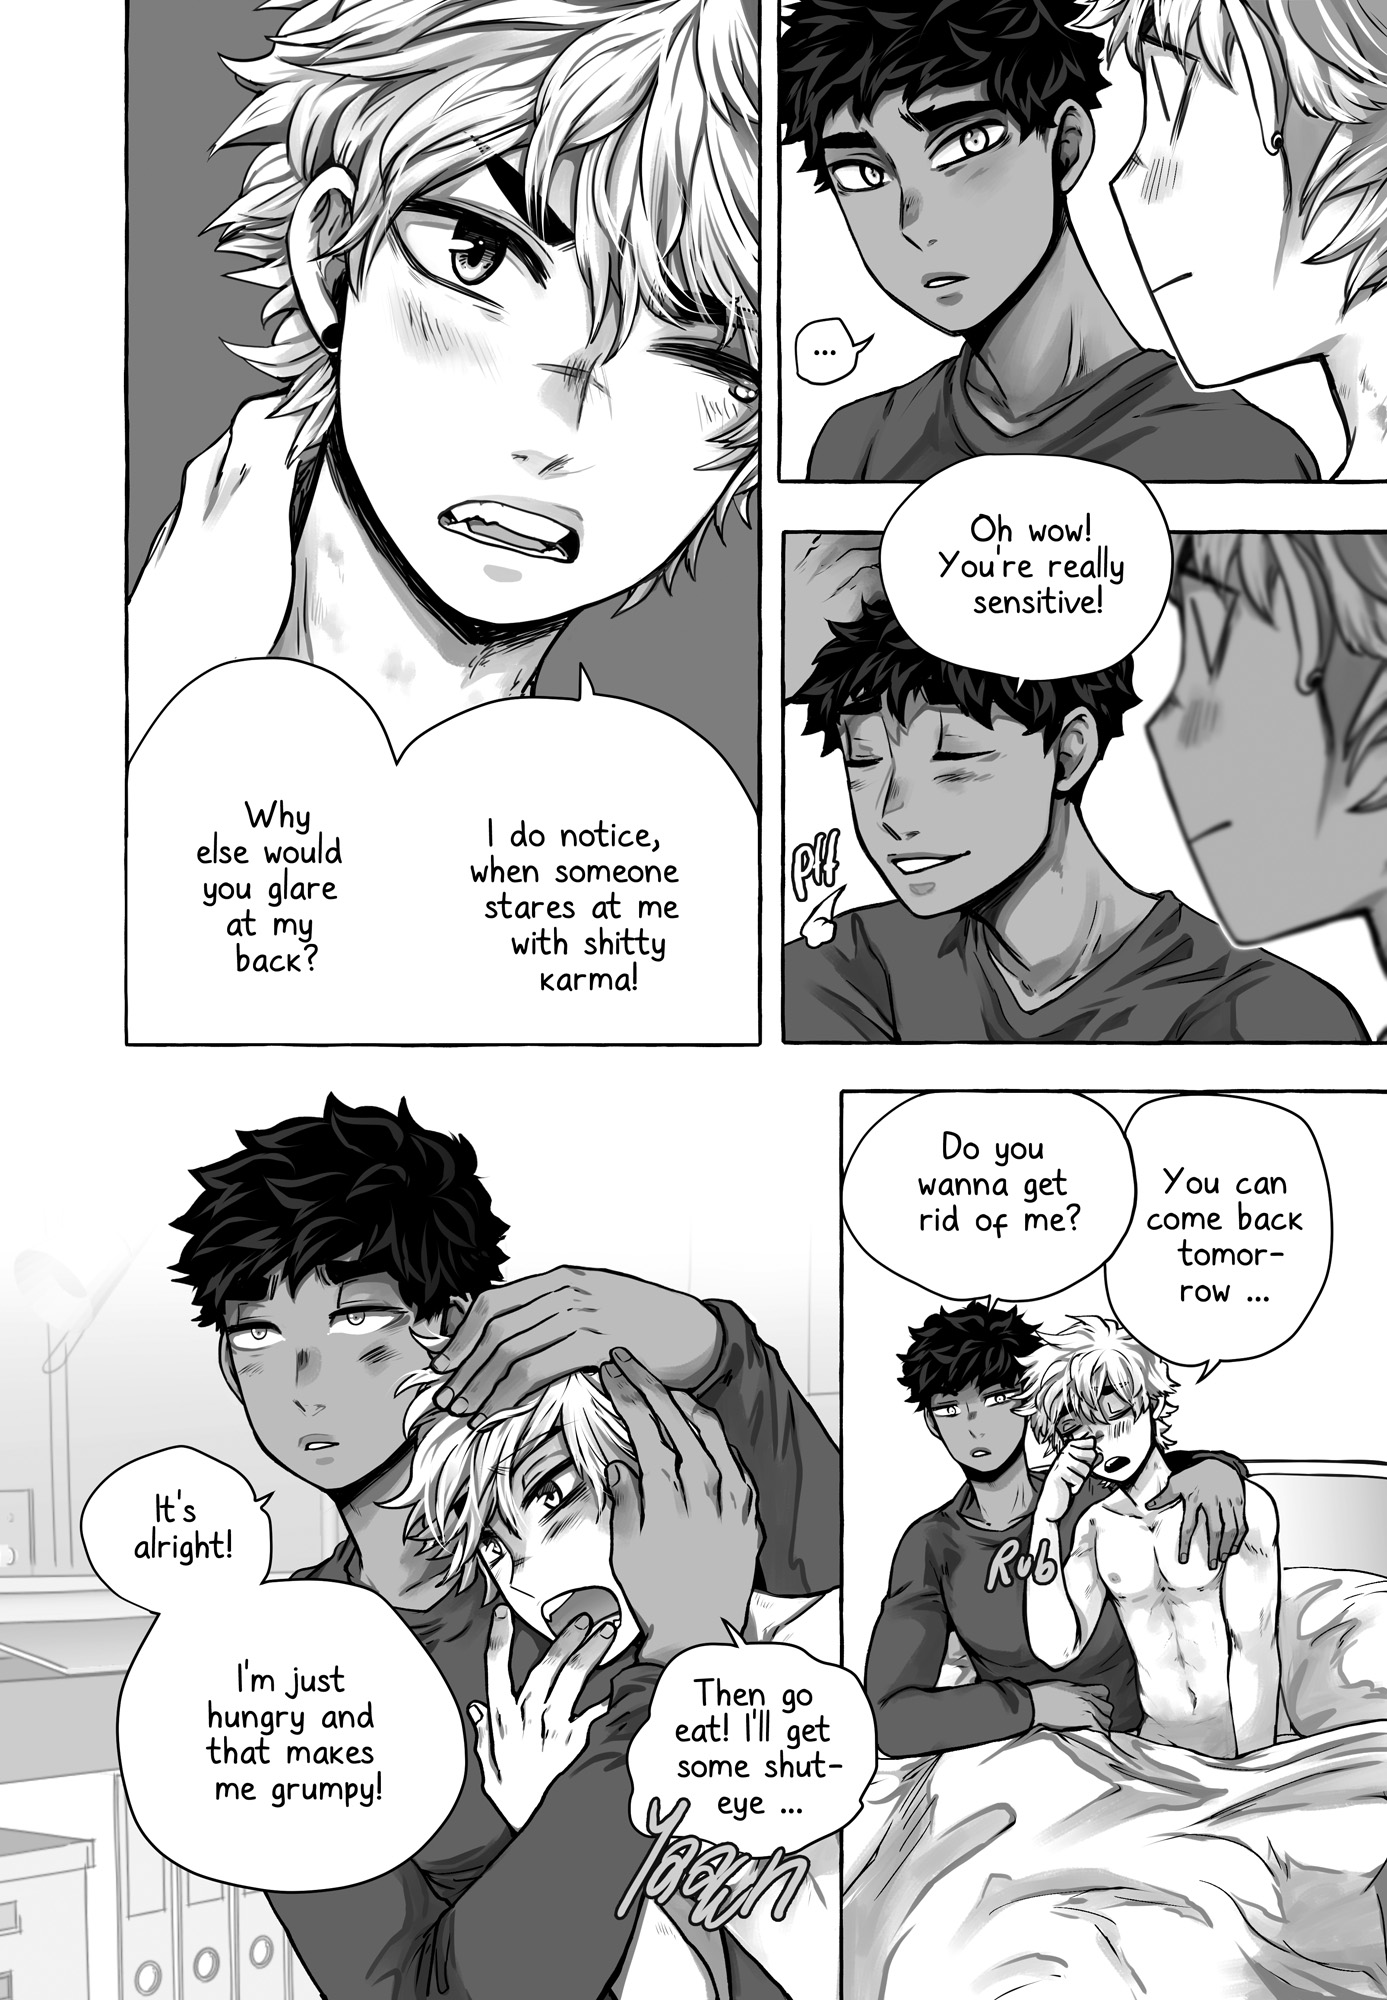 ...
Oh wow!
You're really
sensitive!
Pff
I do notice,
when someone
stares at me
with shitty
karma!
Why
else would
you glare
at my
back?
You can
come back
tomor-
row ...
Do you
wanna get
rid of me?
Rub
It's
alright!
I'm just
hungry and
that makes
me grumpy!
Then go
eat! I'll get
some shut-
eye ...
Yaawn